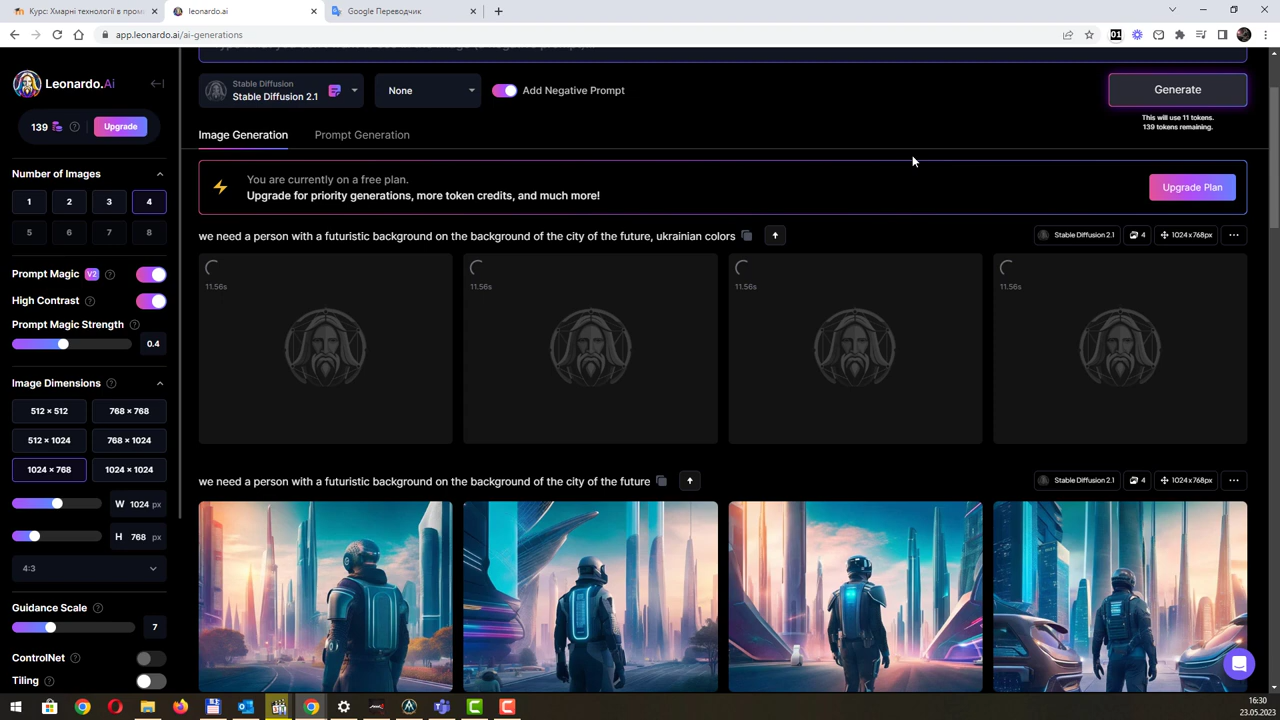 Курс: Хмарні технології в пром
leonardo.ai
Google Переводчик
app.leonardo.ai/ai-generations
Leonardo.Ai
139
Upgrade
Stable Diffusion
Stable Diffusion 2.1
None
Add Negative Prompt
Generate
This will use 11 tokens.
139 tokens remaining.
Image Generation
Prompt Generation
You are currently on a free plan.
Upgrade for priority generations, more token credits, and much more!
Upgrade Plan
Number of Images
1 2 3 4
5 6 7 8
Prompt Magic V2
High Contrast
Prompt Magic Strength
0.4
Image Dimensions
512 × 512 768 × 768
512 × 1024 768 × 1024
1024 × 768 1024 × 1024
W 1024 px
H 768 px
4:3
Guidance Scale
7
ControlNet
Tiling
we need a person with a futuristic background on the background of the city of the future, ukrainian colors
Stable Diffusion 2.1 4 1024x768px
11.56s 11.56s 11.56s 11.56s
we need a person with a futuristic background on the background of the city of the future
Stable Diffusion 2.1 4 1024x768px
16:30
23.05.2023